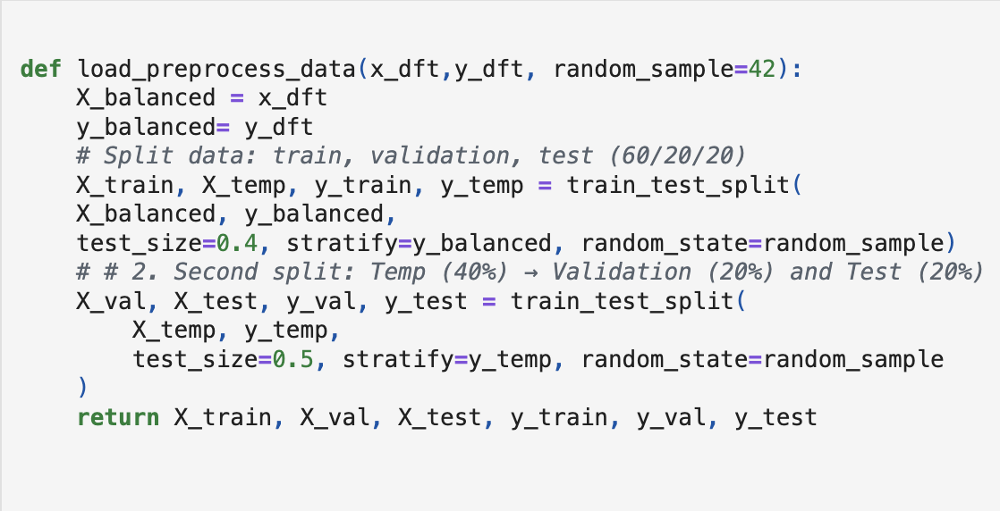 def load_preprocess_data(x_dft,y_dft, random_sample=42):
    X_balanced = x_dft
    y_balanced= y_dft
    # Split data: train, validation, test (60/20/20)
    X_train, X_temp, y_train, y_temp = train_test_split(
    X_balanced, y_balanced,
    test_size=0.4, stratify=y_balanced, random_state=random_sample)
    # # 2. Second split: Temp (40%) → Validation (20%) and Test (20%)
    X_val, X_test, y_val, y_test = train_test_split(
        X_temp, y_temp,
        test_size=0.5, stratify=y_temp, random_state=random_sample
    )
    return X_train, X_val, X_test, y_train, y_val, y_test